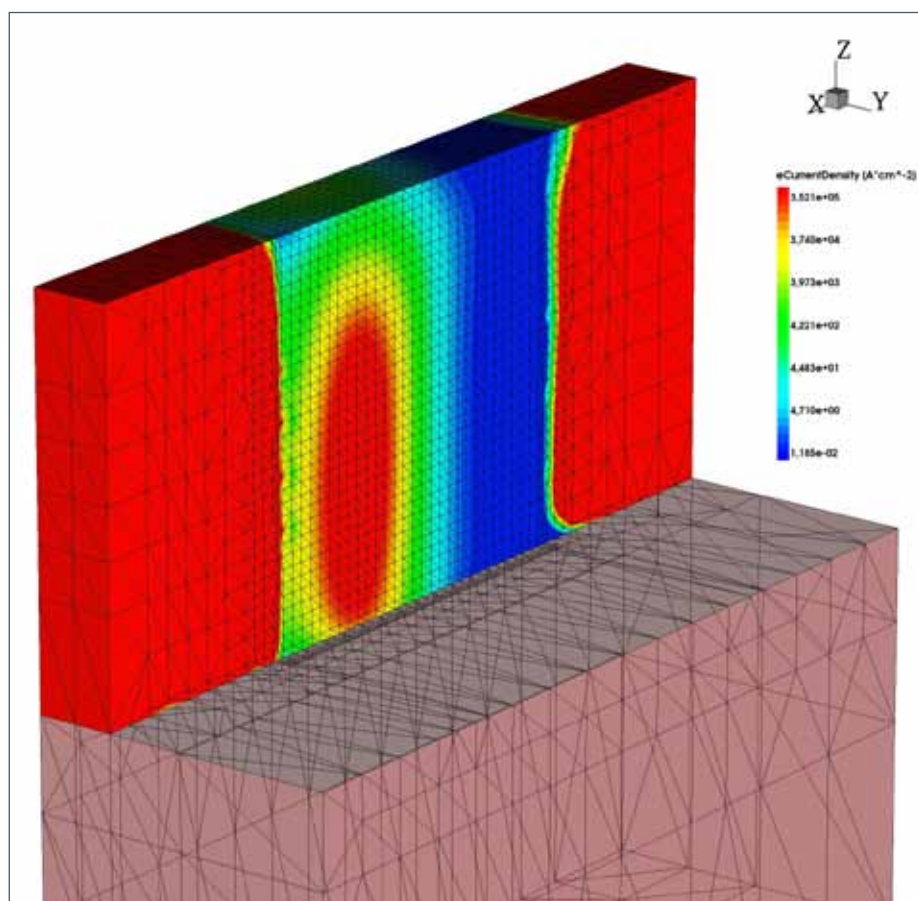 Z
X Y
eCurrentDensity (A*cm^-2)
3,521e+05
3,740e+04
3,973e+03
4,221e+02
4,483e+01
4,710e+00
1,185e-02